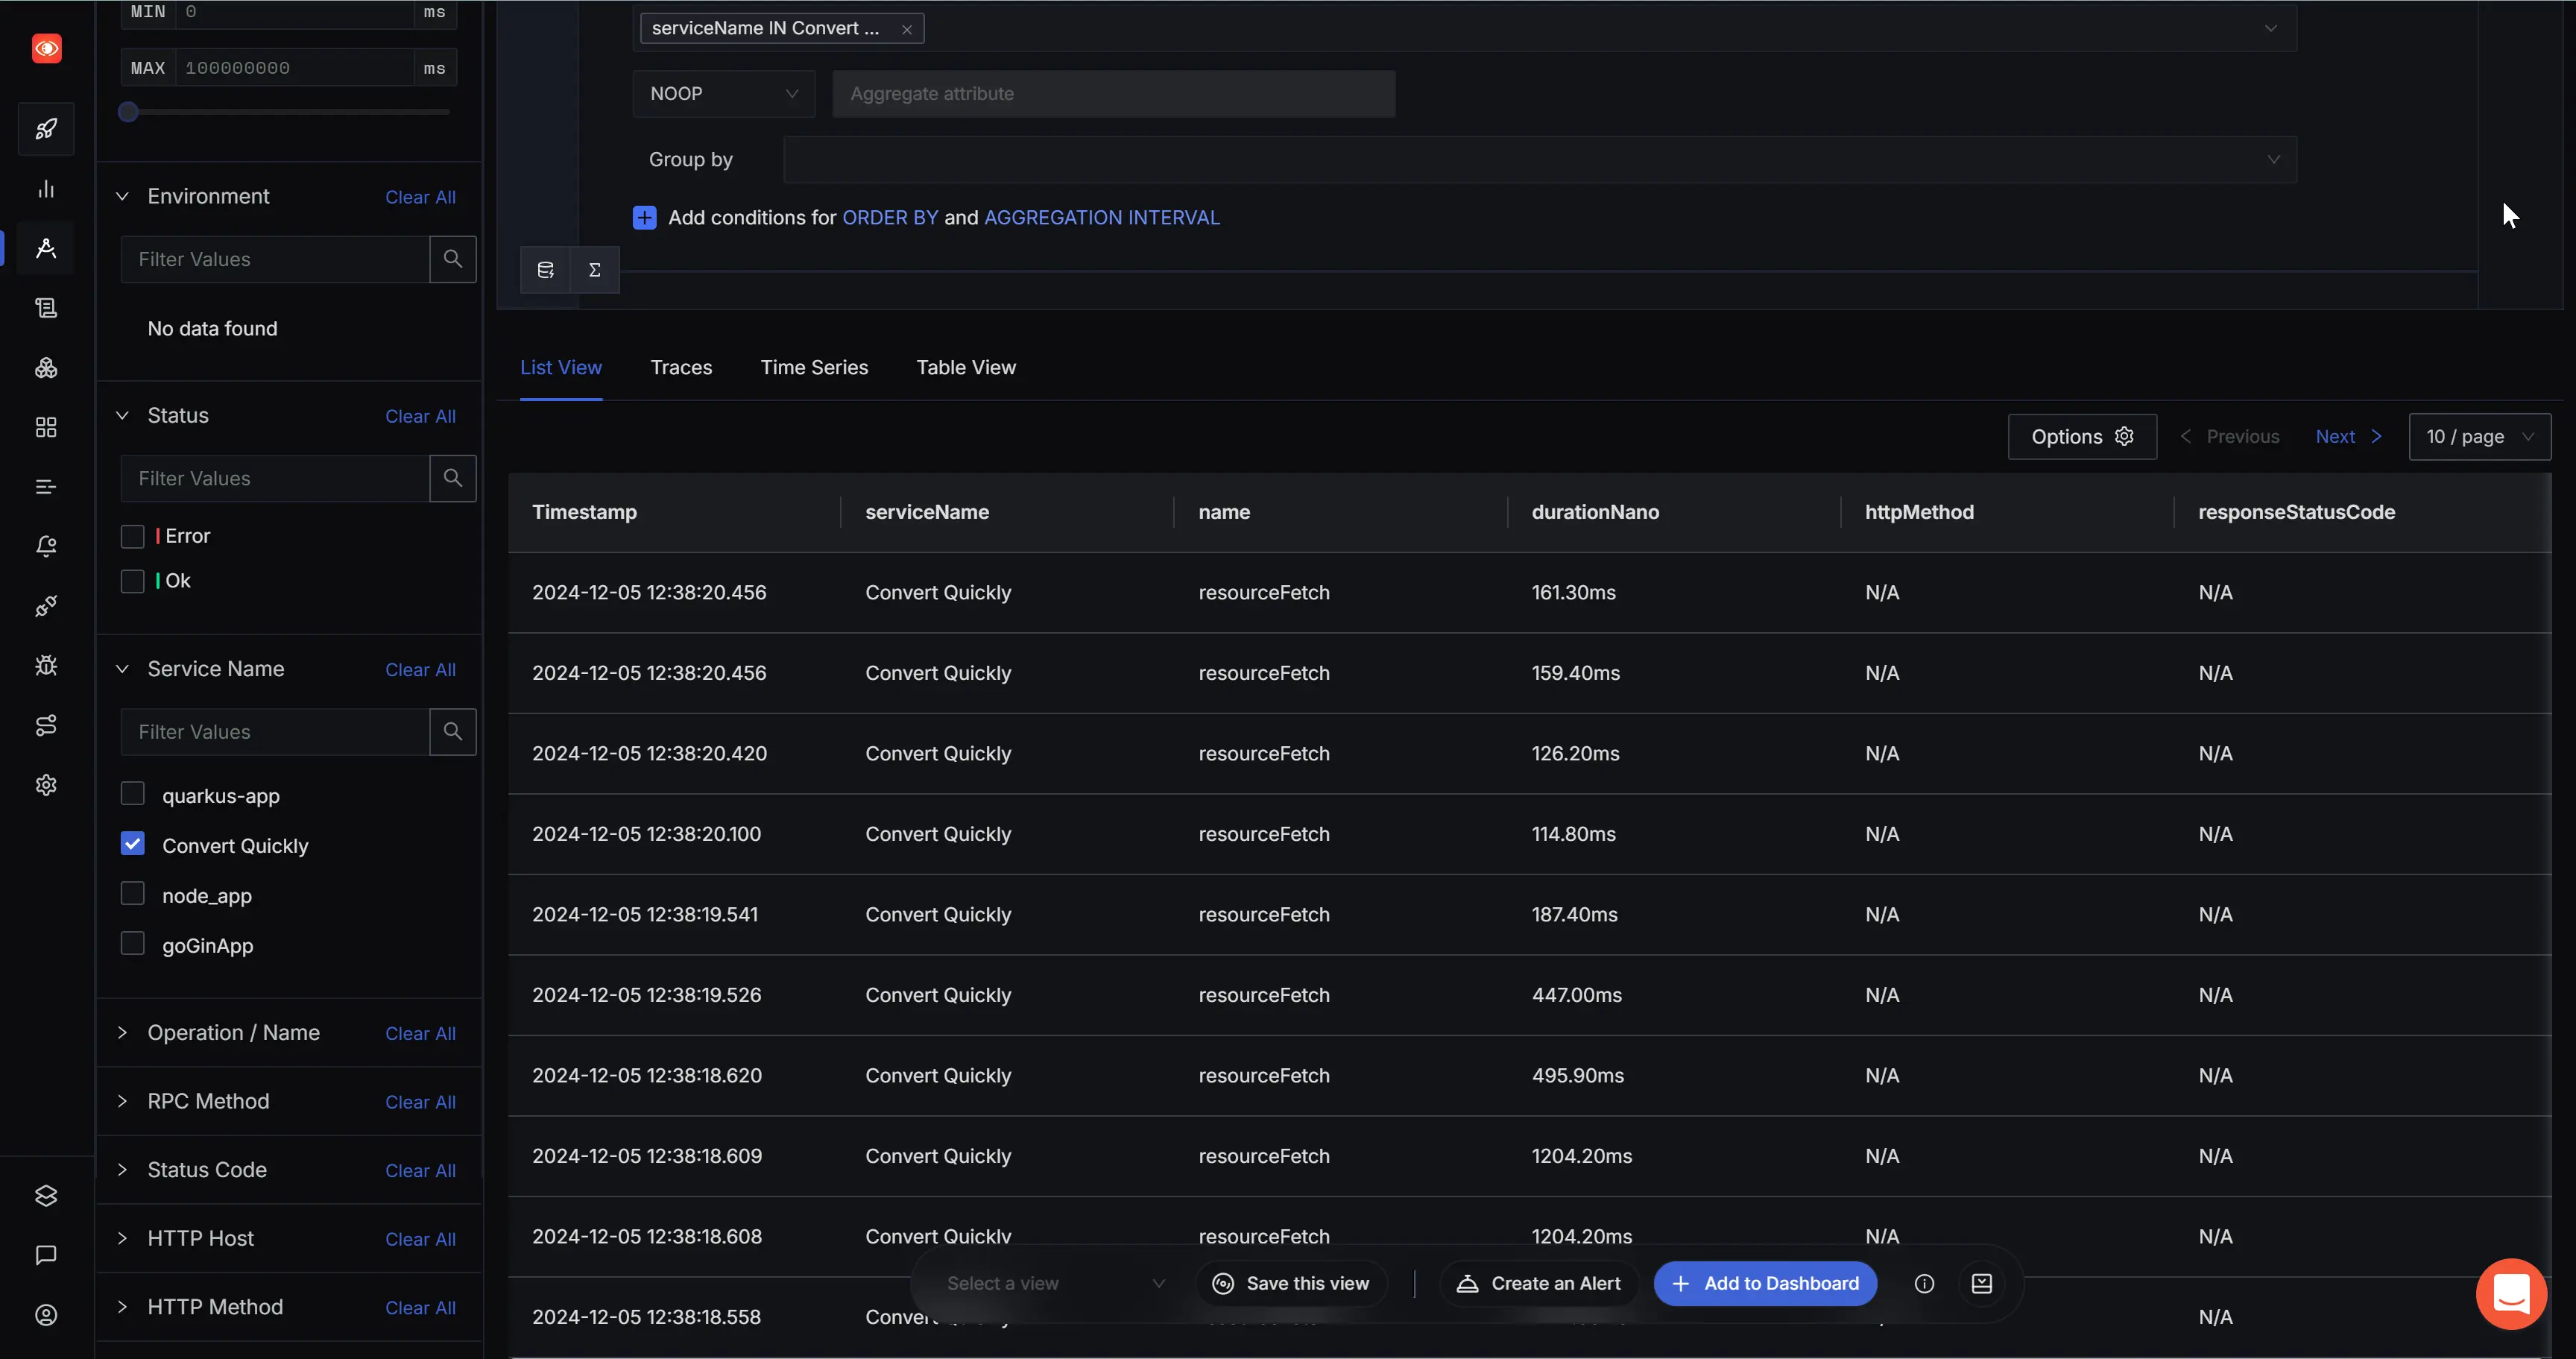 MIN 0 ms
MAX 100000000 ms
Environment Clear All
Filter Values
No data found
Status Clear All
Filter Values
Error
Ok
Service Name Clear All
Filter Values
quarkus-app
Convert Quickly
node_app
goGinApp
Operation / Name Clear All
RPC Method Clear All
Status Code Clear All
HTTP Host Clear All
HTTP Method Clear All
serviceName IN Convert ...
NOOP Aggregate attribute
Group by
Add conditions for ORDER BY and AGGREGATION INTERVAL
List View Traces Time Series Table View
Options Previous Next 10 / page
Timestamp serviceName name durationNano httpMethod responseStatusCode
2024-12-05 12:38:20.456 Convert Quickly resourceFetch 161.30ms N/A N/A
2024-12-05 12:38:20.456 Convert Quickly resourceFetch 159.40ms N/A N/A
2024-12-05 12:38:20.420 Convert Quickly resourceFetch 126.20ms N/A N/A
2024-12-05 12:38:20.100 Convert Quickly resourceFetch 114.80ms N/A N/A
2024-12-05 12:38:19.541 Convert Quickly resourceFetch 187.40ms N/A N/A
2024-12-05 12:38:19.526 Convert Quickly resourceFetch 447.00ms N/A N/A
2024-12-05 12:38:18.620 Convert Quickly resourceFetch 495.90ms N/A N/A
2024-12-05 12:38:18.609 Convert Quickly resourceFetch 1204.20ms N/A N/A
2024-12-05 12:38:18.608 Convert Quickly resourceFetch 1204.20ms N/A N/A
2024-12-05 12:38:18.558 N/A
Select a view Save this view Create an Alert Add to Dashboard